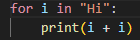 for i in "Hi":
    print(i + i)